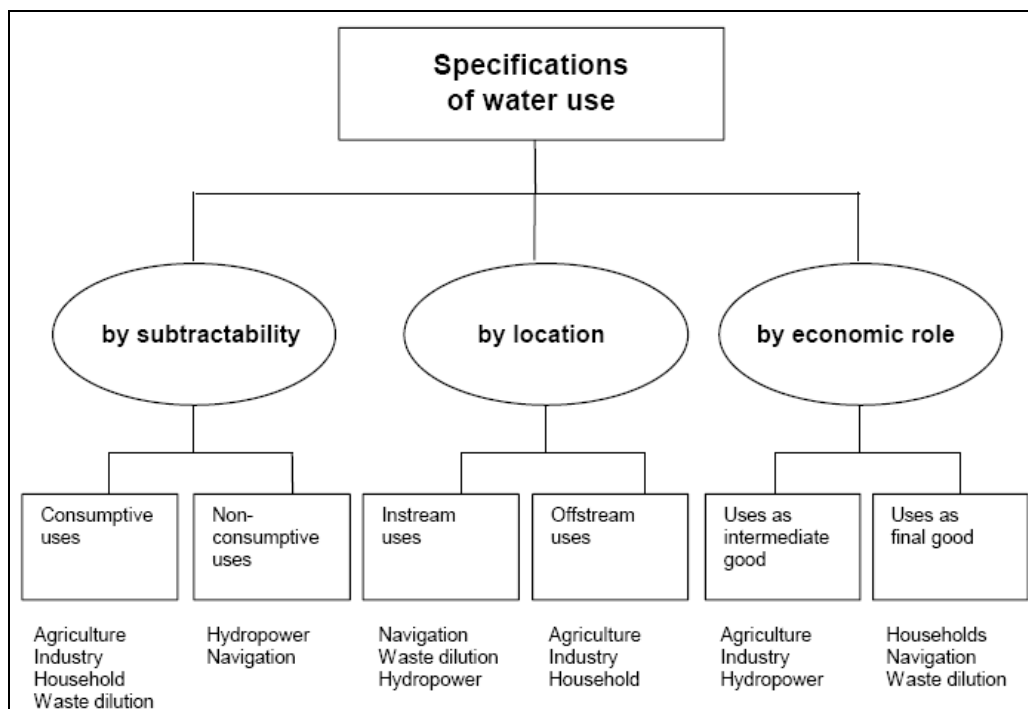 Specifications
of water use
by subtractability
by location
by economic role
Consumptive
uses
Non-
consumptive
uses
Instream
uses
Offstream
uses
Uses as
intermediate
good
Uses as
final good
Agriculture
Industry
Household
Waste dilution
Hydropower
Navigation
Navigation
Waste dilution
Hydropower
Agriculture
Industry
Household
Agriculture
Industry
Hydropower
Households
Navigation
Waste dilution